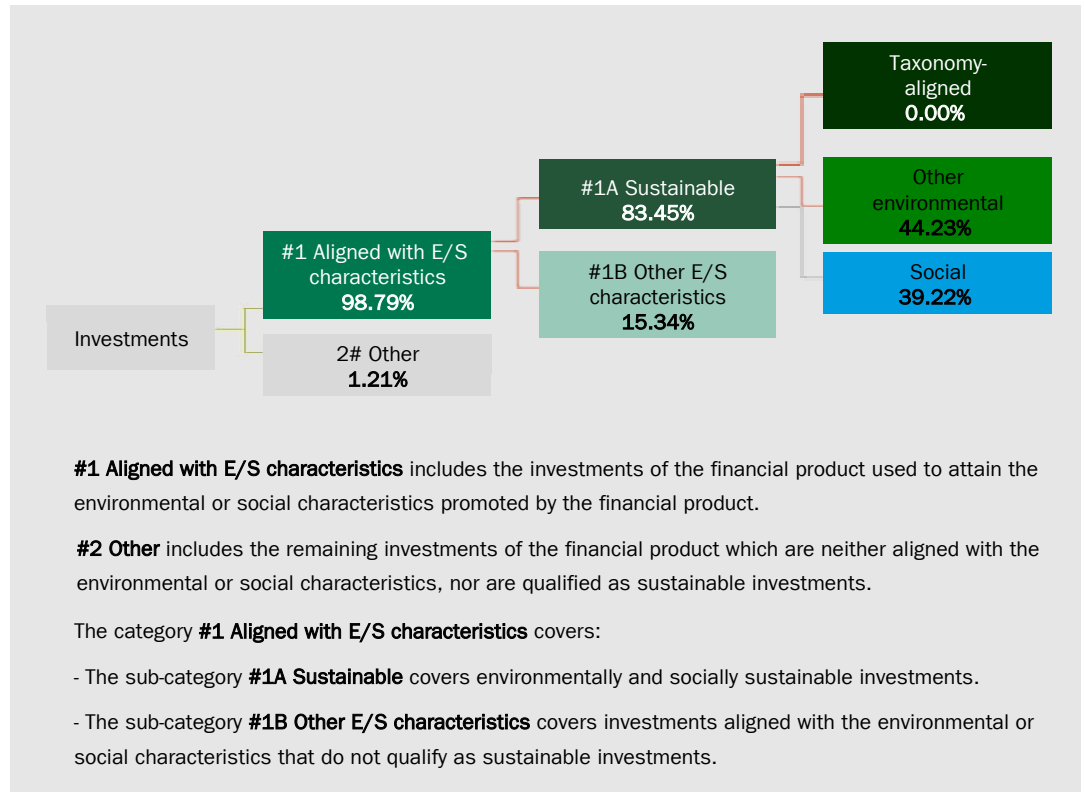 Taxonomy-
aligned
0.00%
Other
environmental
44.23%
#1A Sustainable
83.45%
Social
39.22%
#1 Aligned with E/S
characteristics
98.79%
#1B Other E/S
characteristics
15.34%
Investments
2# Other
1.21%
#1 Aligned with E/S characteristics includes the investments of the financial product used to attain the
environmental or social characteristics promoted by the financial product.
#2 Other includes the remaining investments of the financial product which are neither aligned with the
environmental or social characteristics, nor are qualified as sustainable investments.
The category #1 Aligned with E/S characteristics covers:
- The sub-category #1A Sustainable covers environmentally and socially sustainable investments.
- The sub-category #1B Other E/S characteristics covers investments aligned with the environmental or
social characteristics that do not qualify as sustainable investments.